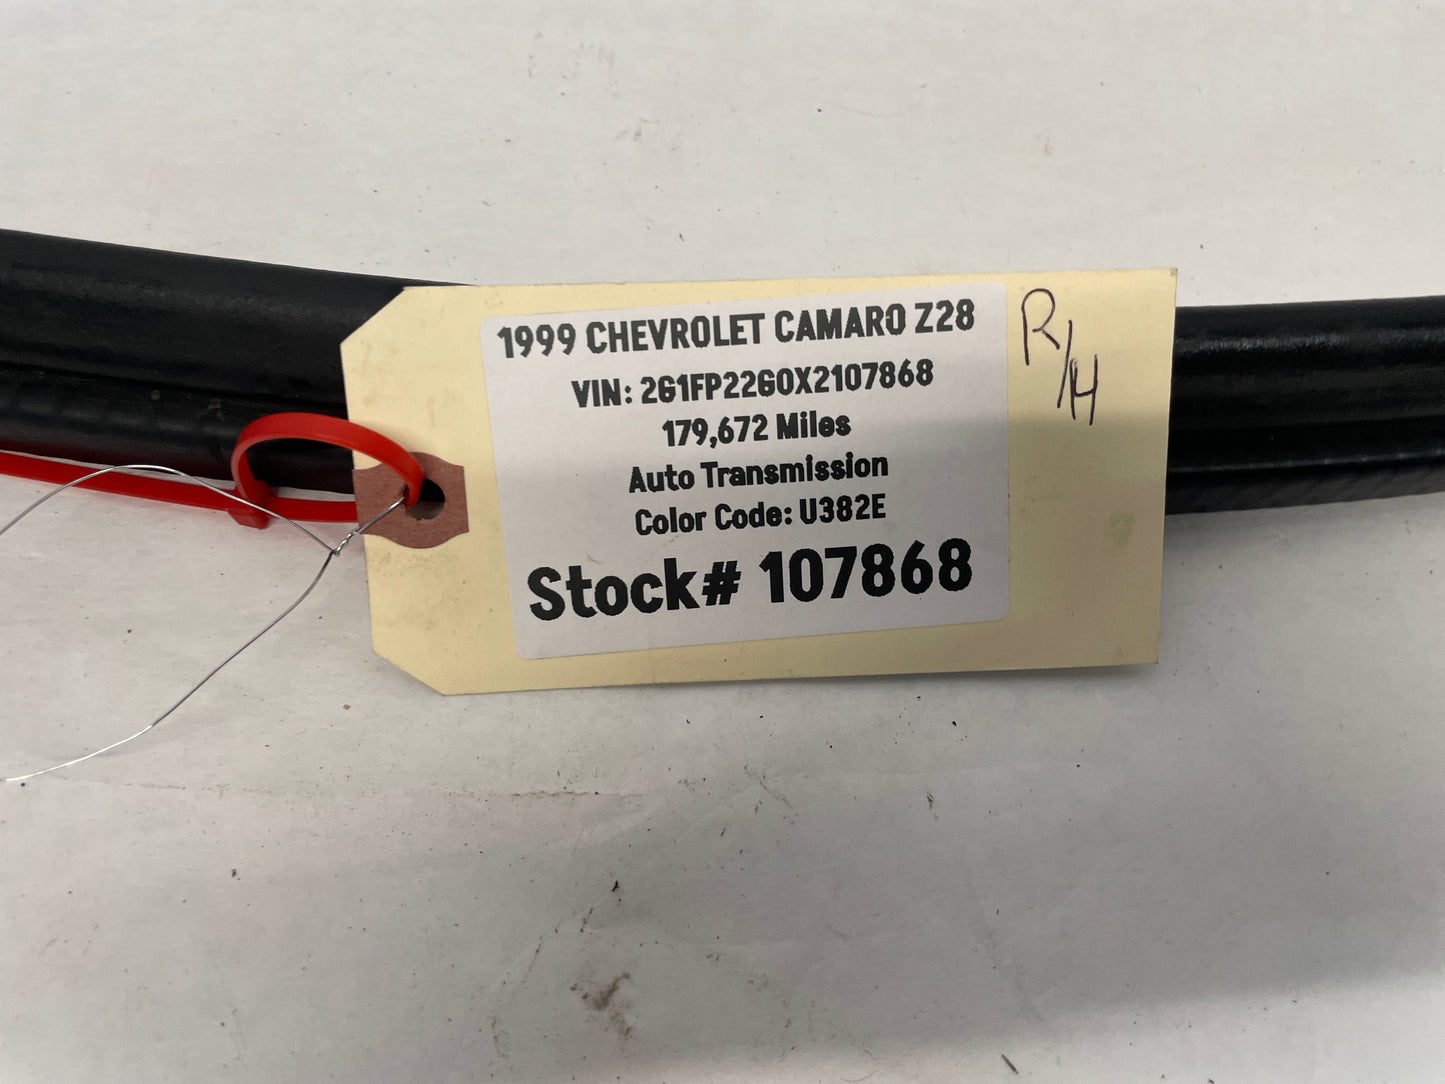 1999 CHEVROLET CAMARO Z28
VIN: 2G1FP22G0X2107868
179,672 Miles
Auto Transmission
Color Code: U382E
Stock# 107868
R/H